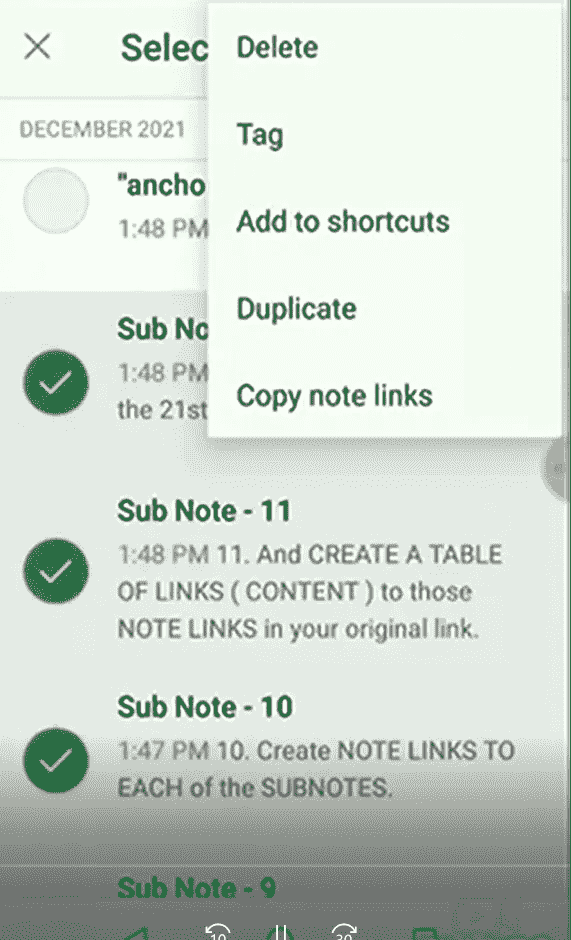 Selec
Delete
Tag
Add to shortcuts
Duplicate
Copy note links
DECEMBER 2021
"ancho
1:48 PM
Sub No
1:48 PM
the 21st
Sub Note - 11
1:48 PM 11. And CREATE A TABLE
OF LINKS ( CONTENT ) to those
NOTE LINKS in your original link.
Sub Note - 10
1:47 PM 10. Create NOTE LINKS TO
EACH of the SUBNOTES.
Sub Note - 9
10
30